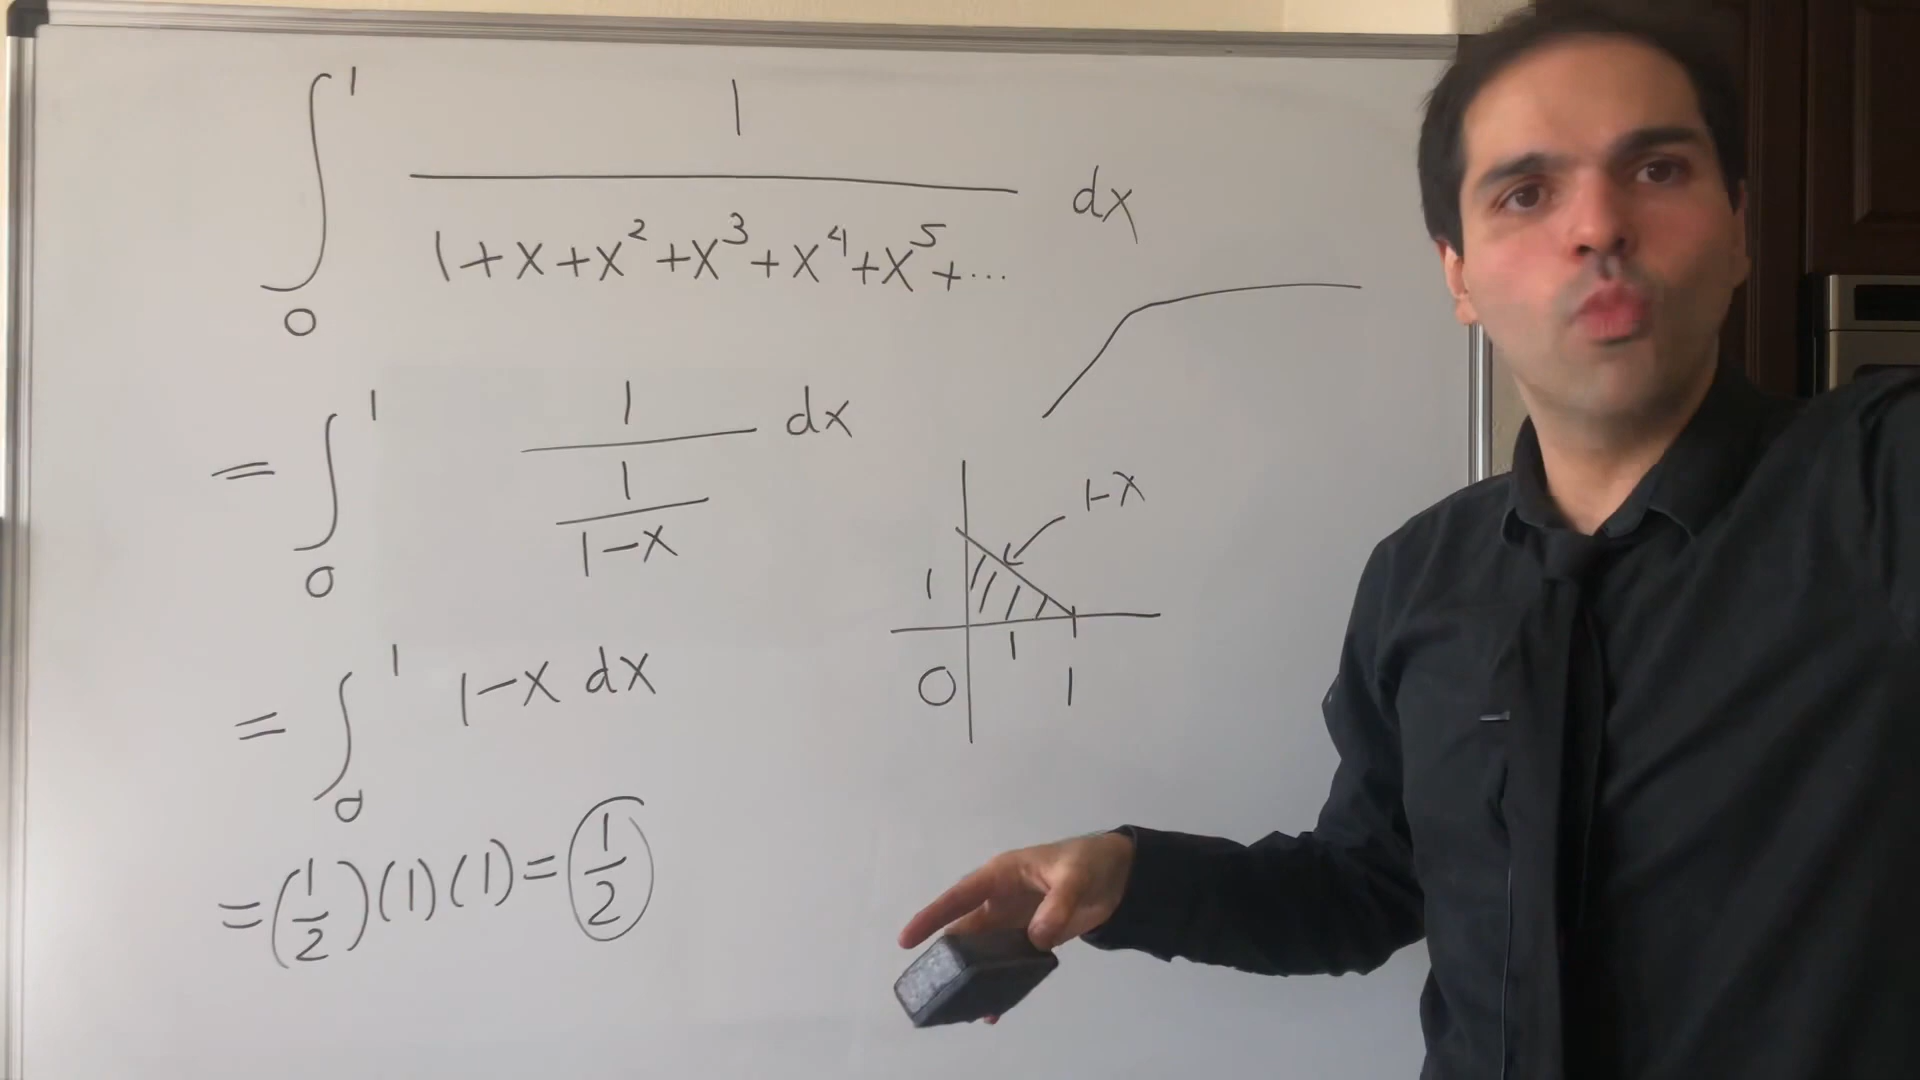 ∫₀¹ 1/(1+x+x²+x³+x⁴+x⁵+...) dx
= ∫₀¹ 1/(1/(1-x)) dx
1-x
1
1
0 1
= ∫₀¹ 1-x dx
= (1/2)(1)(1) = 1/2